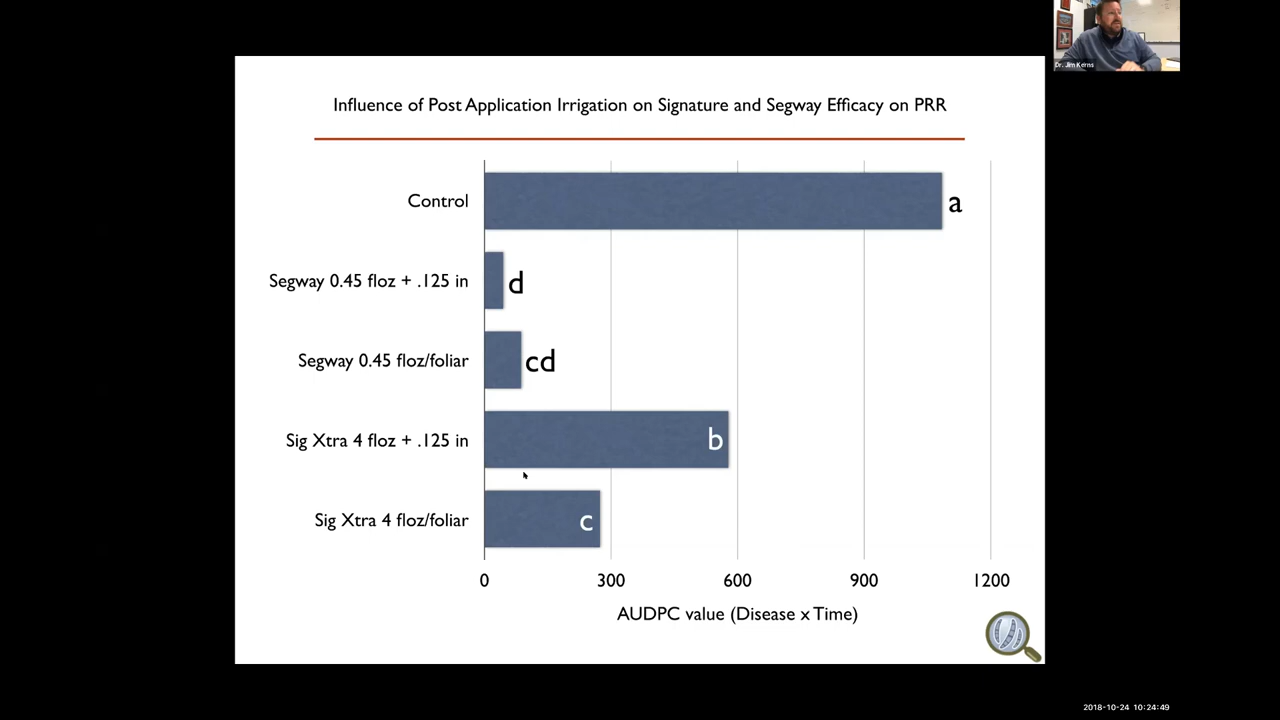 Dr. Jim Kerns
Influence of Post Application Irrigation on Signature and Segway Efficacy on PRR
Control
a
Segway 0.45 floz + .125 in
d
Segway 0.45 floz/foliar
cd
Sig Xtra 4 floz + .125 in
b
Sig Xtra 4 floz/foliar
c
0 300 600 900 1200
AUDPC value (Disease x Time)
2018-10-24 10:24:49